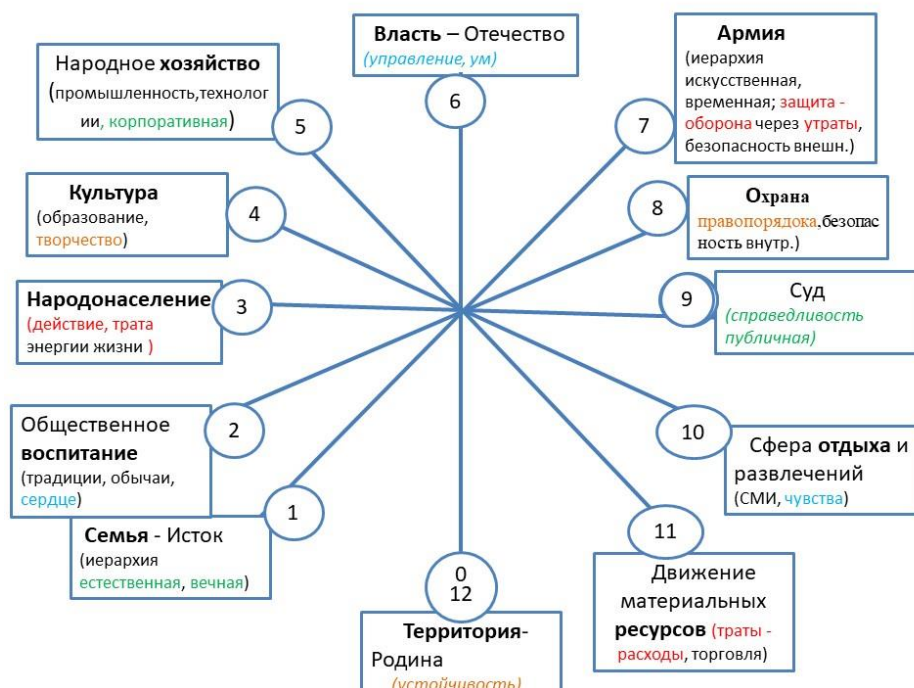 Власть – Отечество
(управление, ум)
6
Армия
(иерархия
искусственная,
временная; защита -
оборона через утраты,
безопасность внешн.)
7
Народное хозяйство
(промышленность,технолог
ии, корпоративная)
5
Культура
(образование,
творчество)
4
Охрана
правопорядока,безопас
ность внутр.)
8
Народонаселение
(действие, трата
энергии жизни )
3
Суд
(справедливость
публичная)
9
Общественное
воспитание
(традиции, обычаи,
сердце)
2
Сфера отдыха и
развлечений
(СМИ, чувства)
10
Семья - Исток
(иерархия
естественная, вечная)
1
Движение
материальных
ресурсов (траты -
расходы, торговля)
11
0
12
Территория-
Родина
(устойчивость)